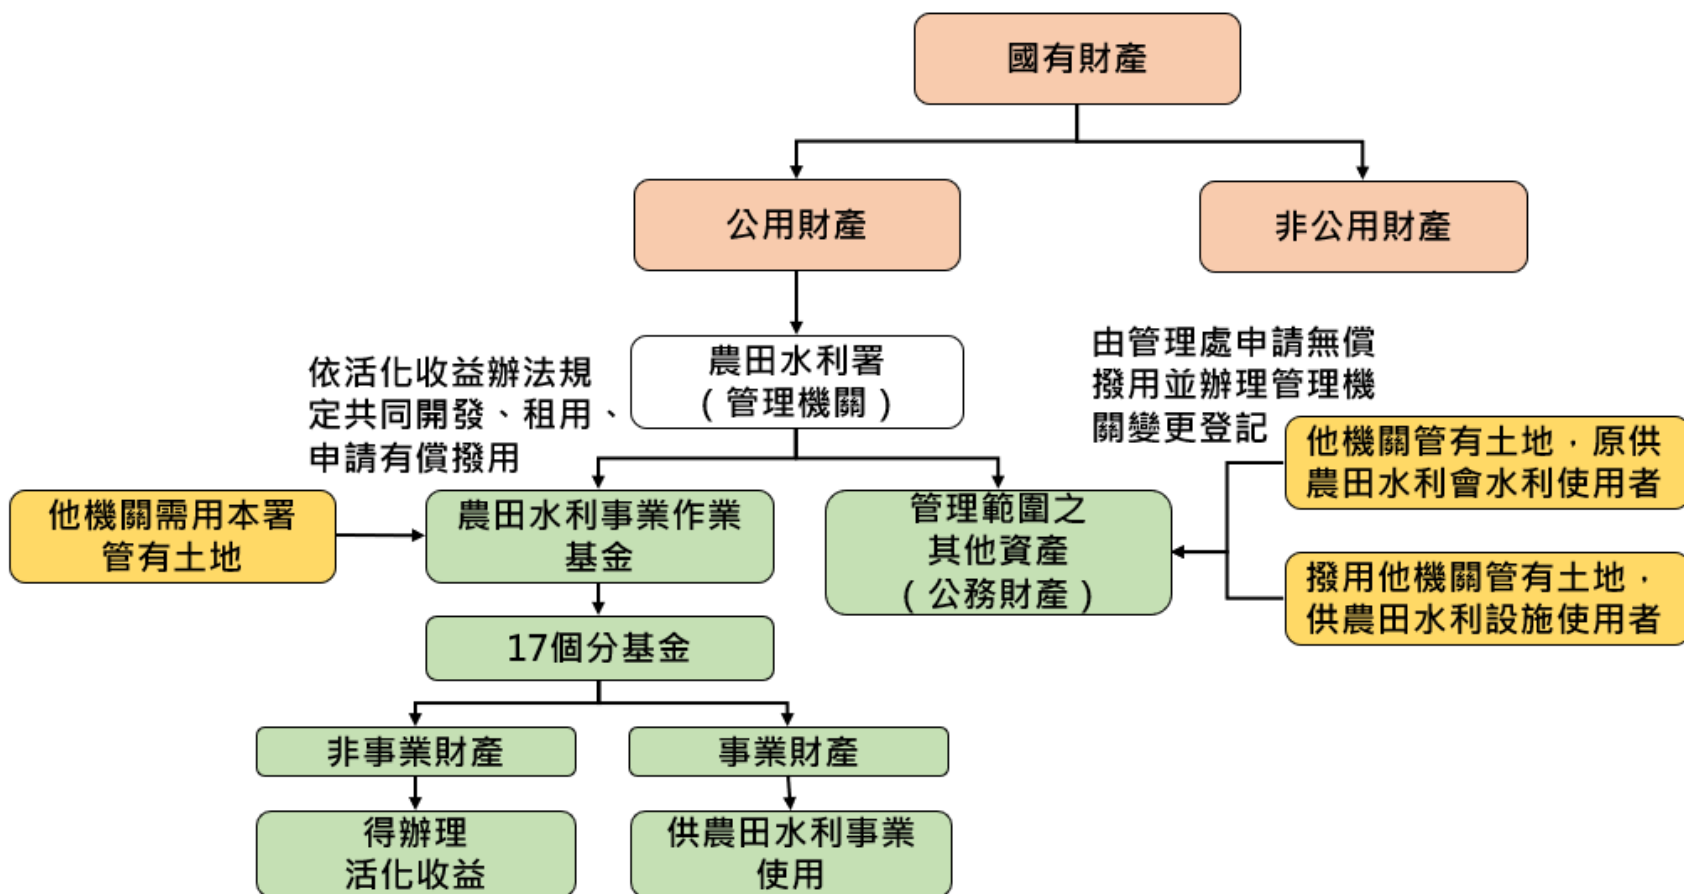 國有財產
公用財產
非公用財產
農田水利署
（管理機關）
依活化收益辦法規
定共同開發、租用、
申請有償撥用
由管理處申請無償
撥用並辦理管理機
關變更登記
他機關需用本署
管有土地
農田水利事業作業
基金
管理範圍之
其他資產
（公務財產）
他機關管有土地，原供
農田水利會水利使用者
撥用他機關管有土地，
供農田水利設施使用者
17個分基金
非事業財產
事業財產
得辦理
活化收益
供農田水利事業
使用